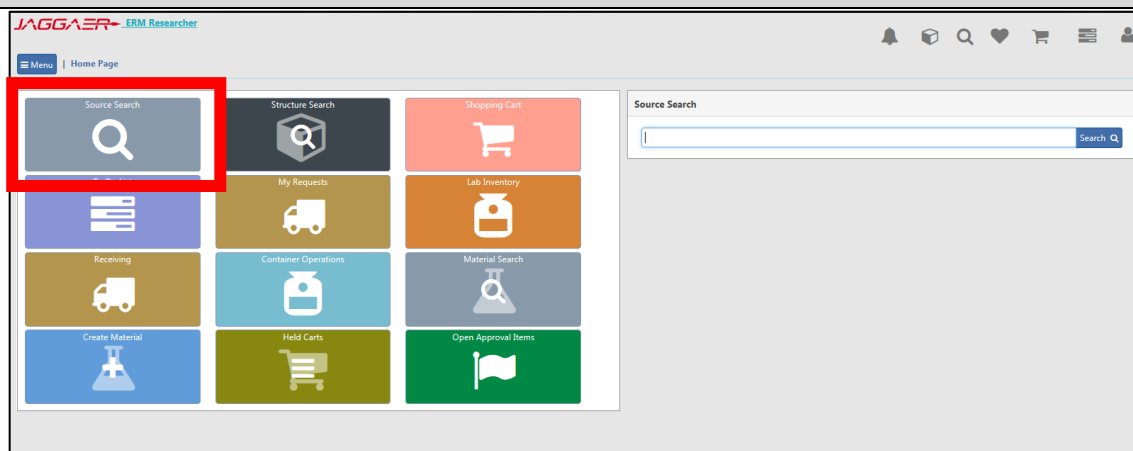 JAGGAER ERM Researcher
Menu | Home Page
Source Search
Structure Search
Shopping Cart
My Requests
Lab Inventory
Receiving
Container Operations
Material Search
Create Material
Held Carts
Open Approval Items
Source Search
Search